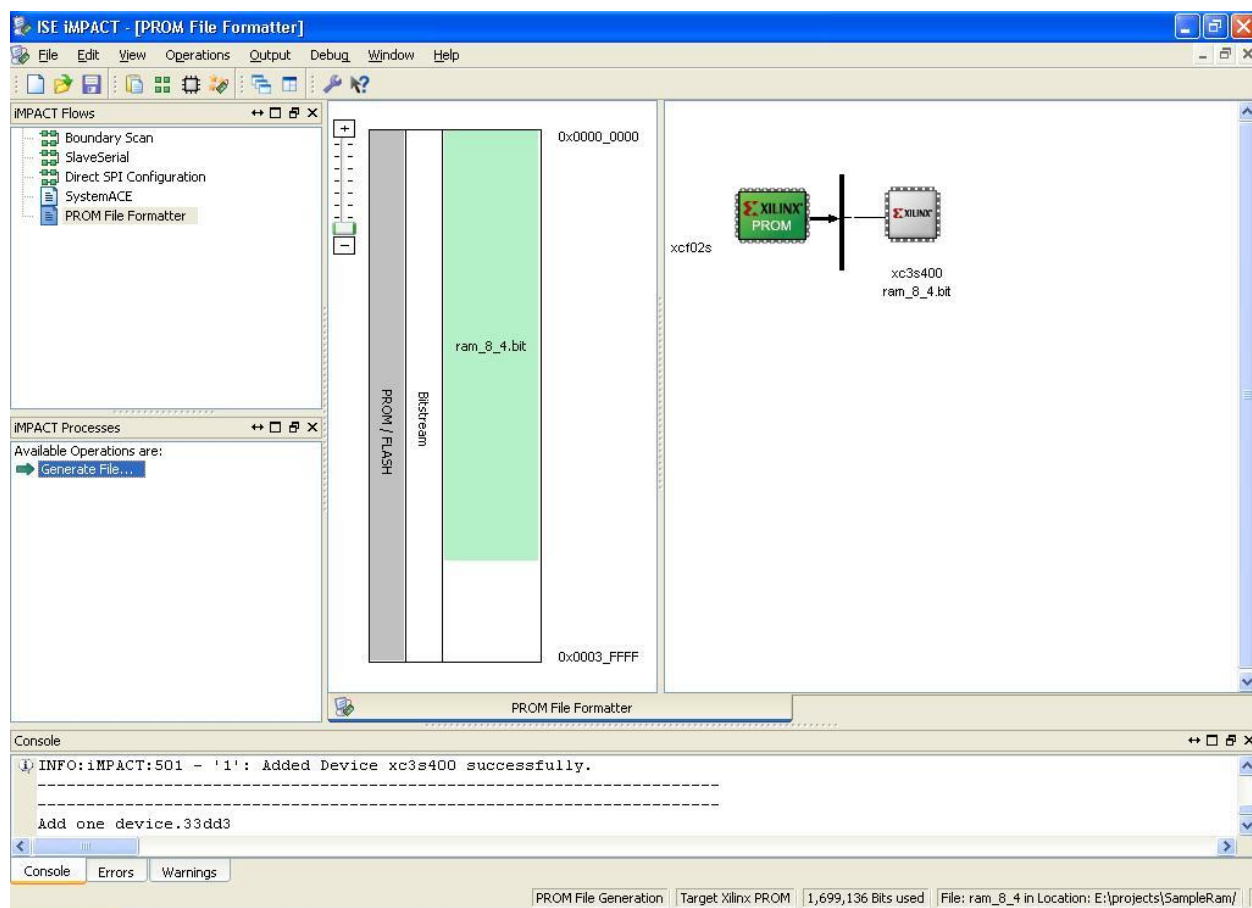 ISE iMPACT - [PROM File Formatter]
File Edit View Operations Output Debug Window Help
iMPACT Flows
Boundary Scan
SlaveSerial
Direct SPI Configuration
SystemACE
PROM File Formatter
iMPACT Processes
Available Operations are:
Generate File...
+
-
PROM / FLASH
Bitstream
ram_8_4.bit
0x0000_0000
0x0003_FFFF
xcf02s
XILINX
PROM
XILINX
xc3s400
ram_8_4.bit
PROM File Formatter
Console
INFO:iMPACT:501 - '1': Added Device xc3s400 successfully.
----------------------------------------------------------------------
----------------------------------------------------------------------
Add one device.33dd3
Console Errors Warnings
PROM File Generation Target Xilinx PROM 1,699,136 Bits used File: ram_8_4 in Location: E:\projects\SampleRam/